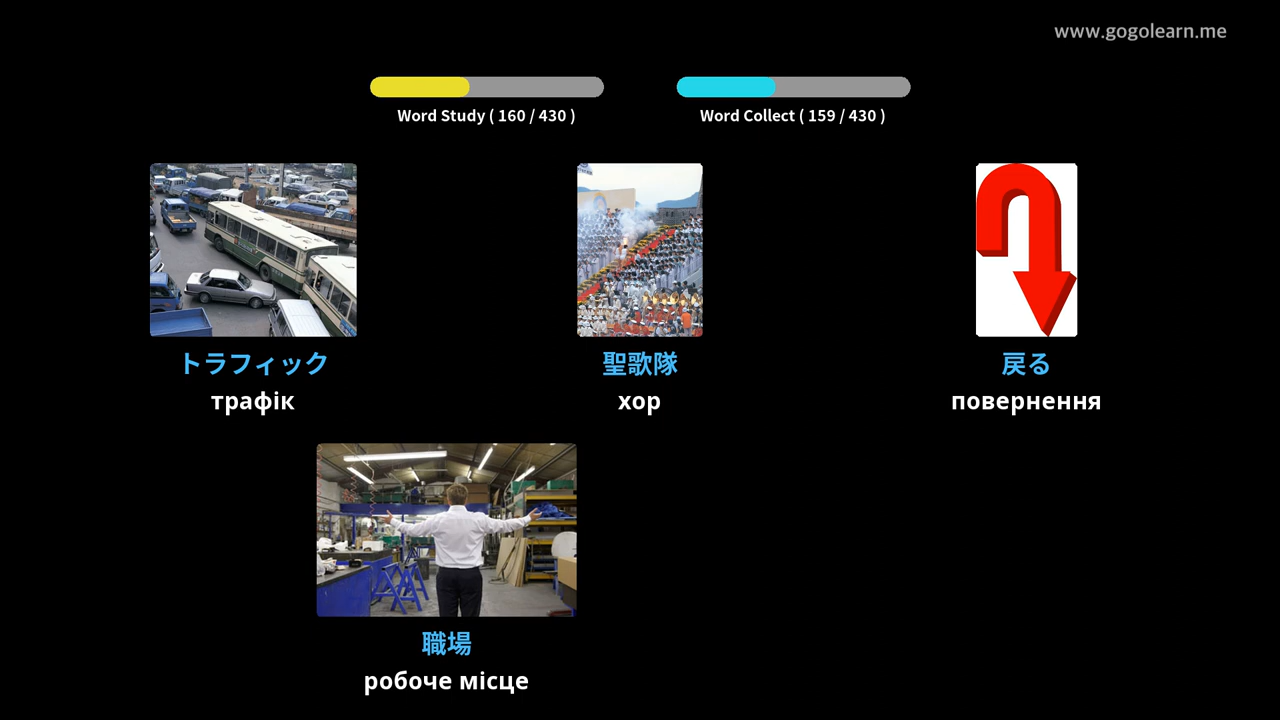 www.gogolearn.me
Word Study ( 160 / 430 )
Word Collect ( 159 / 430 )
トラフィック
трафік
聖歌隊
хор
戻る
повернення
職場
робоче місце